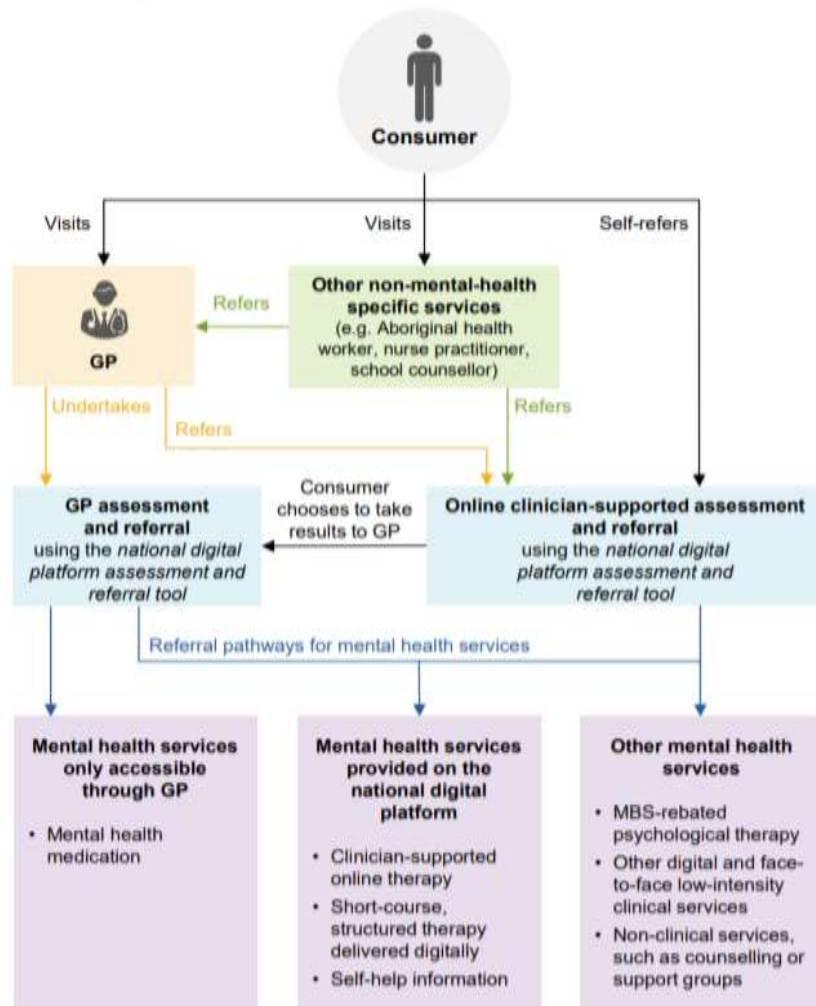 Consumer
Visits
Visits
Self-refers
GP
Refers
Other non-mental-health
specific services
(e.g. Aboriginal health
worker, nurse practitioner,
school counsellor)
Undertakes
Refers
Refers
GP assessment
and referral
using the national digital
platform assessment and
referral tool
Consumer
chooses to take
results to GP
Online clinician-supported assessment
and referral
using the national digital
platform assessment and
referral tool
Referral pathways for mental health services
Mental health services
only accessible
through GP
• Mental health
medication
Mental health services
provided on the
national digital
platform
• Clinician-supported
online therapy
• Short-course,
structured therapy
delivered digitally
• Self-help information
Other mental health
services
• MBS-rebated
psychological therapy
• Other digital and face-
to-face low-intensity
clinical services
• Non-clinical services,
such as counselling or
support groups